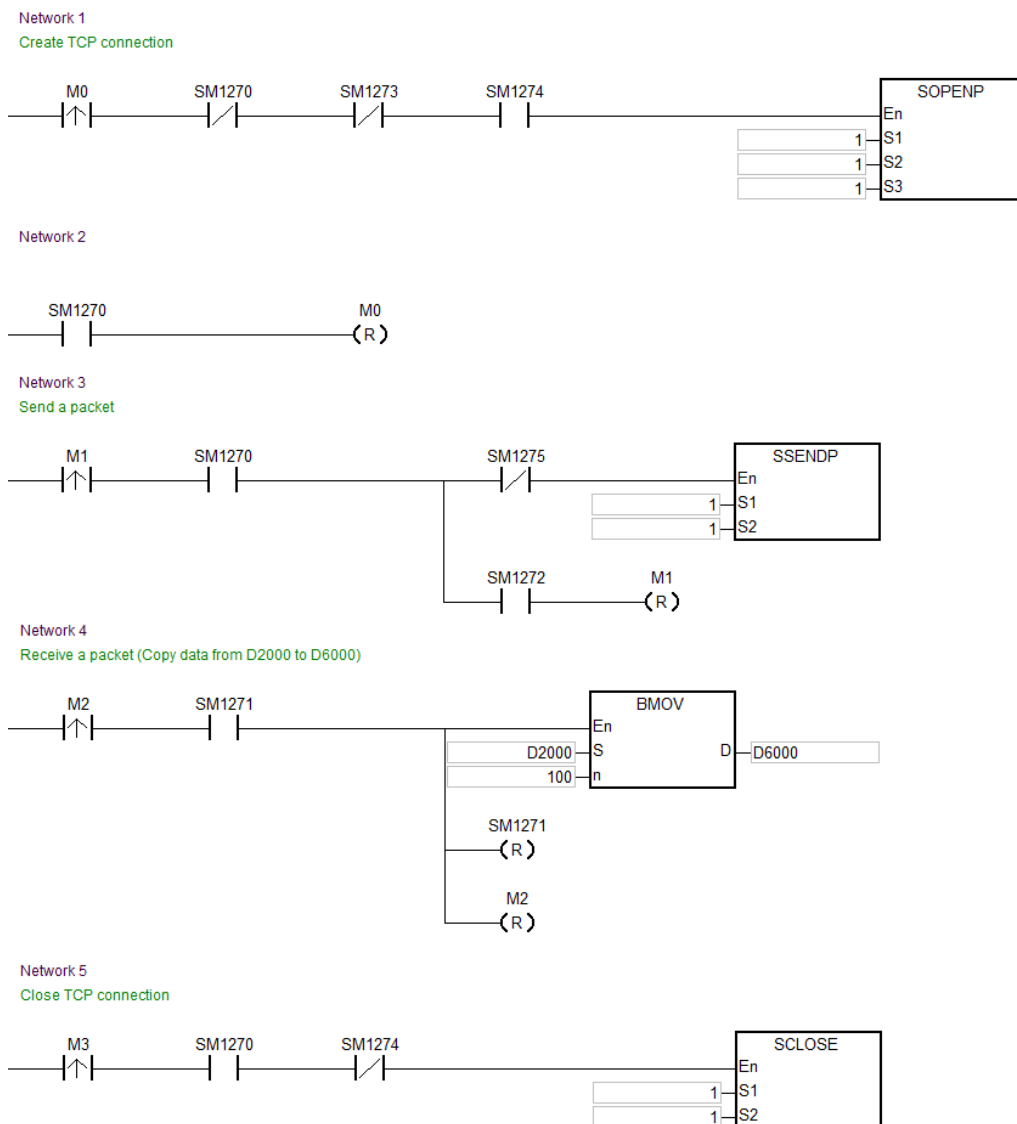 Network 1
Create TCP connection
M0 SM1270 SM1273 SM1274 SOPENP
En
1 S1
1 S2
1 S3
Network 2
SM1270 M0
R
Network 3
Send a packet
M1 SM1270 SM1275 SSENDP
En
1 S1
1 S2
SM1272 M1
R
Network 4
Receive a packet (Copy data from D2000 to D6000)
M2 SM1271 BMOV
En
D2000 S D D6000
100 n
SM1271
R
M2
R
Network 5
Close TCP connection
M3 SM1270 SM1274 SCLOSE
En
1 S1
1 S2